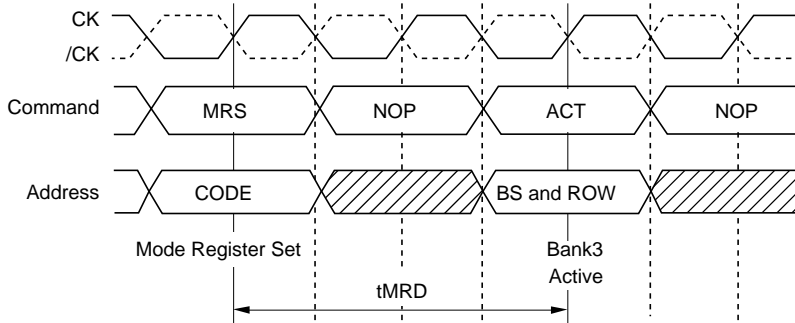 CK
/CK
Command MRS NOP ACT NOP
Address CODE BS and ROW
Mode Register Set Bank3
Active
tMRD